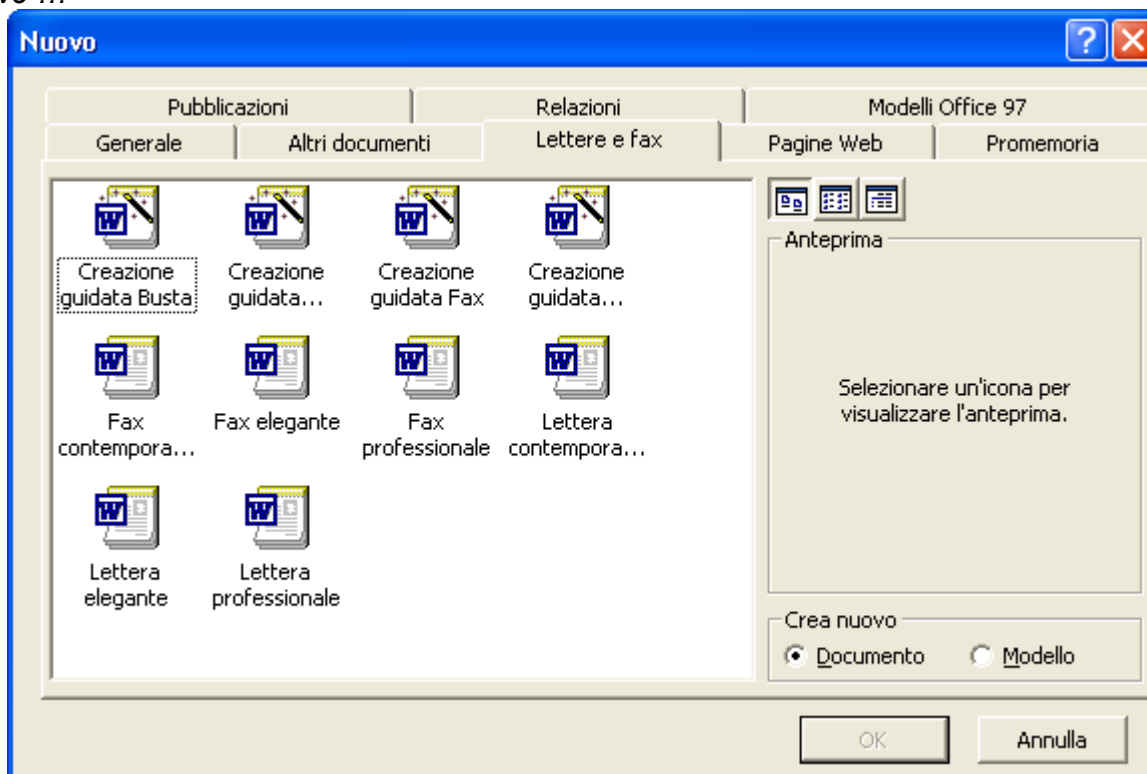 Nuovo
Pubblicazioni Relazioni Modelli Office 97
Generale Altri documenti Lettere e fax Pagine Web Promemoria
Creazione guidata Busta
Creazione guidata...
Creazione guidata Fax
Creazione guidata...
Fax contempora...
Fax elegante
Fax professionale
Lettera contempora...
Lettera elegante
Lettera professionale
Anteprima
Selezionare un'icona per
visualizzare l'anteprima.
Crea nuovo
Documento Modello
OK Annulla